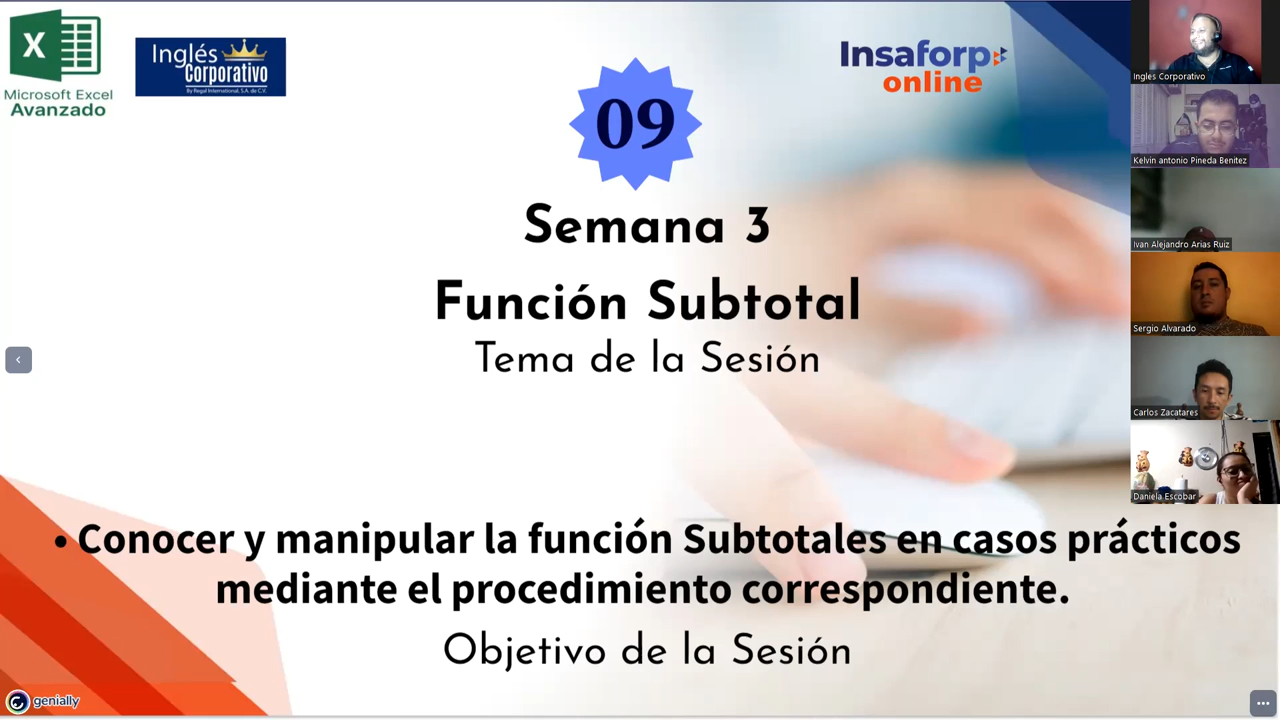 X
Microsoft Excel
Avanzado
Inglés
Corporativo
By Regal International, S.A. de C.V.
09
Insaforp
online
Semana 3
Función Subtotal
Tema de la Sesión
• Conocer y manipular la función Subtotales en casos prácticos
mediante el procedimiento correspondiente.
Objetivo de la Sesión
genially
Ingles Corporativo
Kelvin antonio Pineda Benitez
Ivan Alejandro Arias Ruiz
Sergio Alvarado
Carlos Zacatares
Daniela Escobar